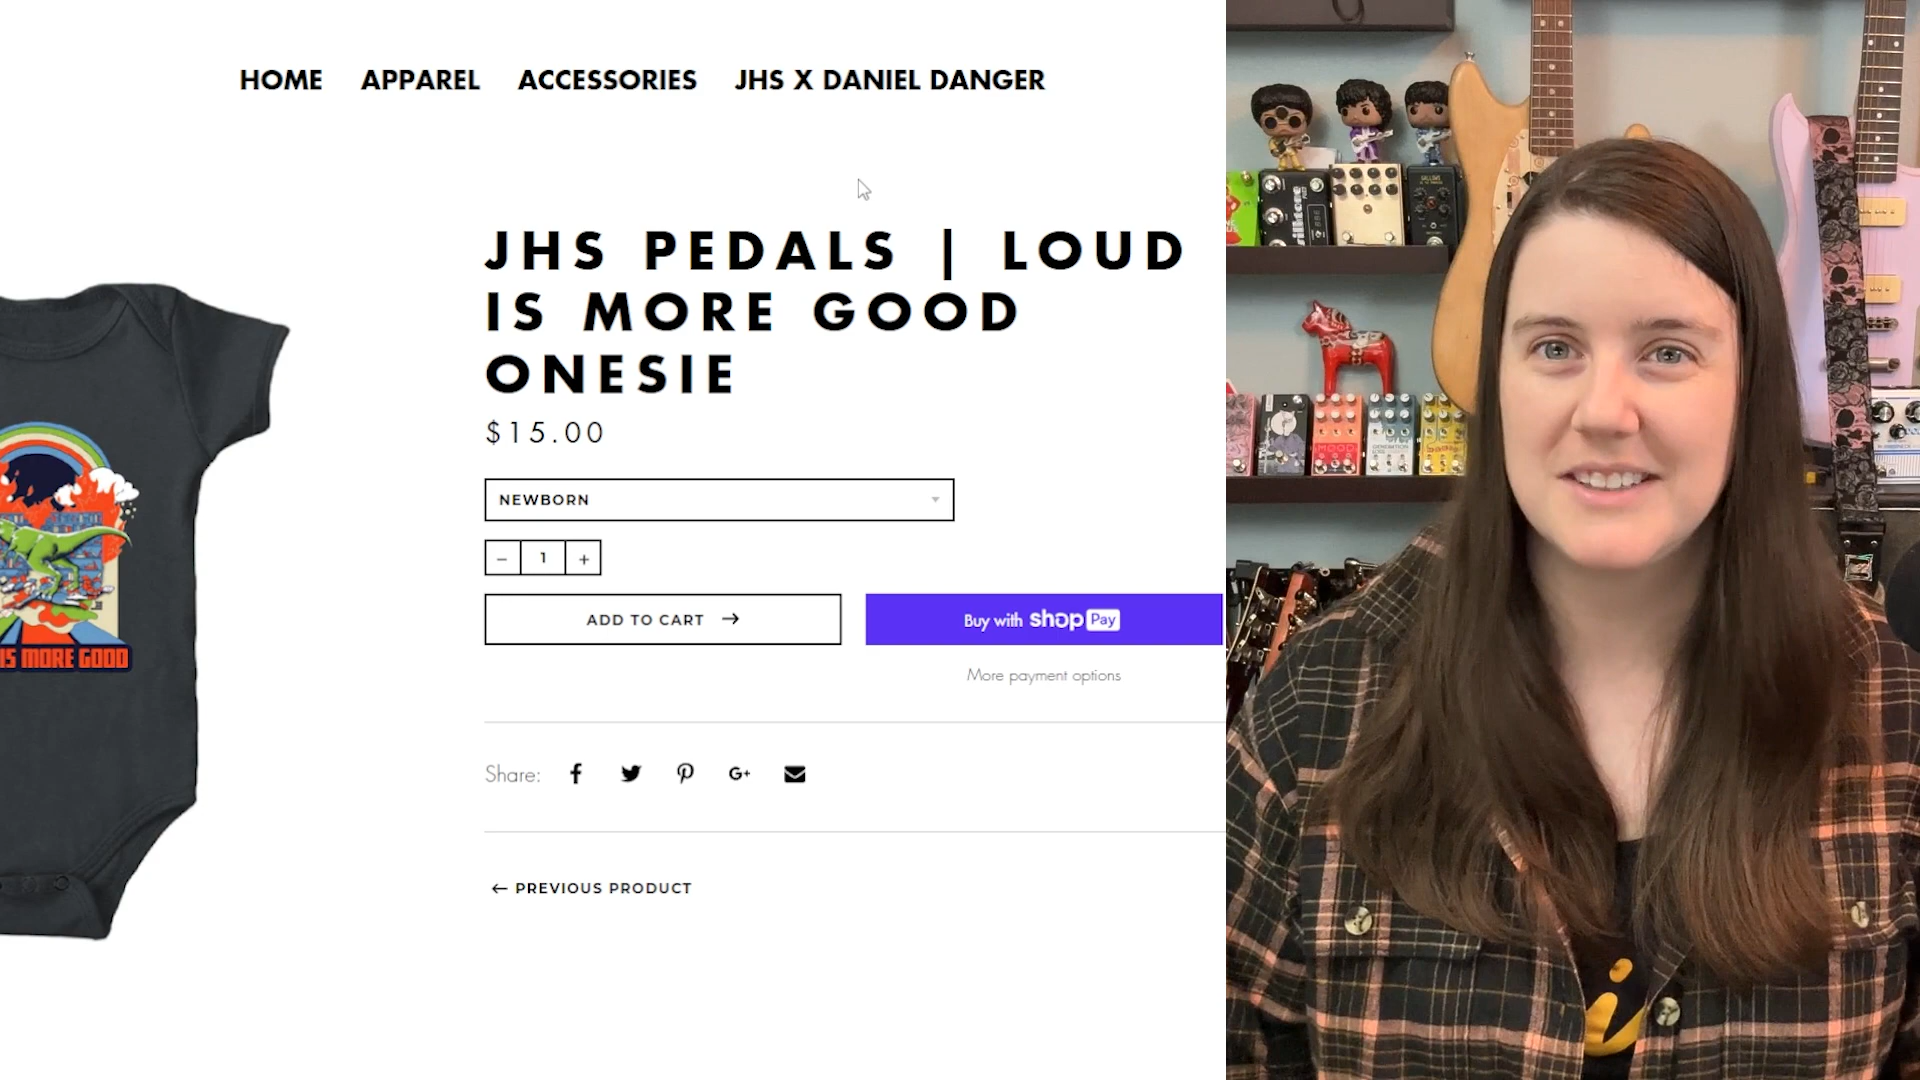 HOME APPAREL ACCESSORIES JHS X DANIEL DANGER
JHS PEDALS | LOUD
IS MORE GOOD
ONESIE
$15.00
NEWBORN
− 1 +
ADD TO CART →
Buy with shop Pay
More payment options
Share:
G+
← PREVIOUS PRODUCT
IS MORE GOOD
MOOD
i